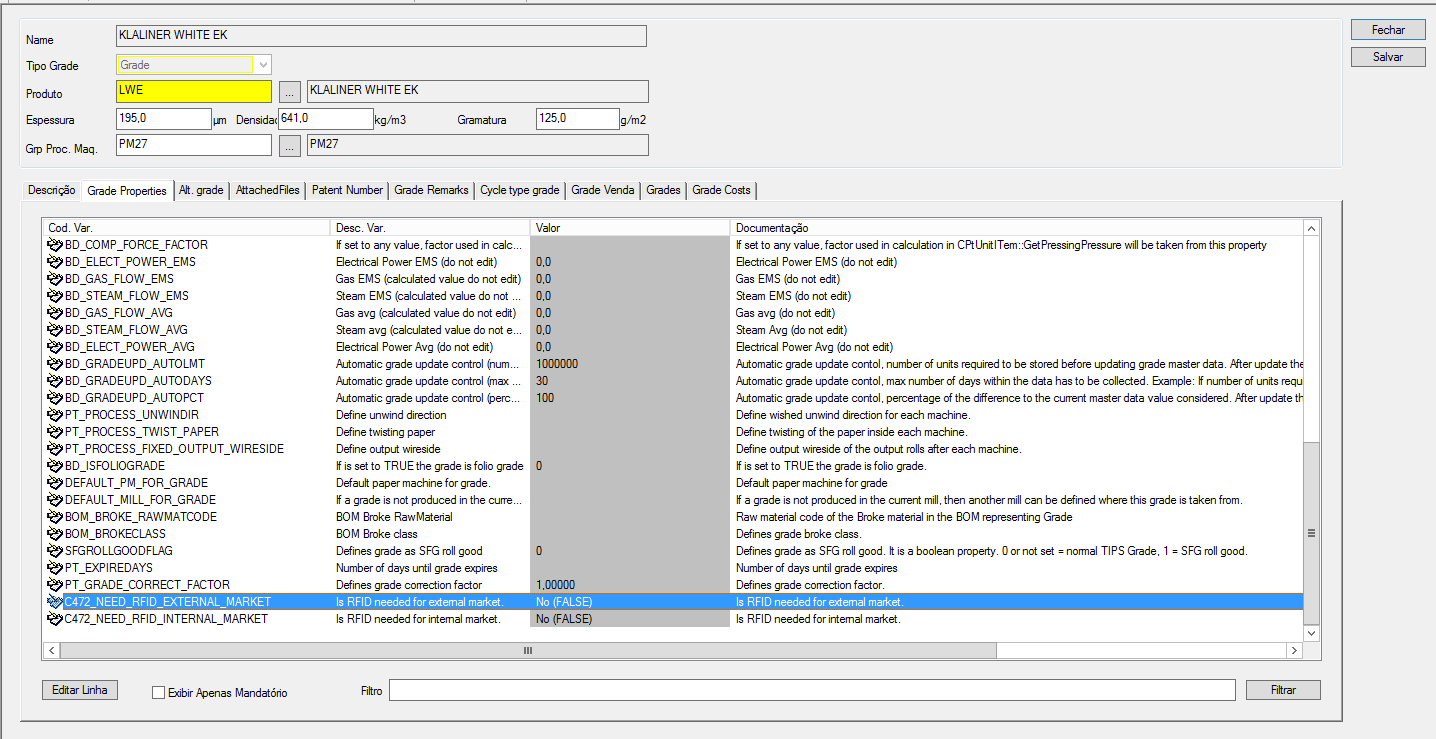 Name KLALINER WHITE EK Fechar
Tipo Grade Grade Salvar
Produto LWE ... KLALINER WHITE EK
Espessura 195,0 µm Densidac 641,0 kg/m3 Gramatura 125,0 g/m2
Grp Proc. Maq. PM27 ... PM27
Descrição Grade Properties Alt. grade AttachedFiles Patent Number Grade Remarks Cycle type grade Grade Venda Grades Grade Costs
Cod. Var. Desc. Var. Valor Documentação
BD_COMP_FORCE_FACTOR If set to any value, factor used in calc... If set to any value, factor used in calculation in CPtUnitITem::GetPressingPressure will be taken from this property
BD_ELECT_POWER_EMS Electrical Power EMS (do not edit) 0,0 Electrical Power EMS (do not edit)
BD_GAS_FLOW_EMS Gas EMS (calculated value do not edit) 0,0 Gas EMS (do not edit)
BD_STEAM_FLOW_EMS Steam EMS (calculated value do not ... 0,0 Steam EMS (do not edit)
BD_GAS_FLOW_AVG Gas avg (calculated value do not edit) 0,0 Gas avg (do not edit)
BD_STEAM_FLOW_AVG Steam avg (calculated value do not e... 0,0 Steam Avg (do not edit)
BD_ELECT_POWER_AVG Electrical Power Avg (do not edit) 0,0 Electrical Power Avg (do not edit)
BD_GRADEUPD_AUTOLMT Automatic grade update control (num... 1000000 Automatic grade update contol, number of units required to be stored before updating grade master data. After update the
BD_GRADEUPD_AUTODAYS Automatic grade update control (max ... 30 Automatic grade update contol, max number of days within the data has to be collected. Example: If number of units requ
BD_GRADEUPD_AUTOPCT Automatic grade update control (perc... 100 Automatic grade update contol, percentage of the difference to the current master data value considered. After update th
PT_PROCESS_UNWINDIR Define unwind direction Define wished unwind direction for each machine.
PT_PROCESS_TWIST_PAPER Define twisting paper Define twisting of the paper inside each machine.
PT_PROCESS_FIXED_OUTPUT_WIRESIDE Define output wireside Define output wireside of the output rolls after each machine.
BD_ISFOLIOGRADE If is set to TRUE the grade is folio grade 0 If is set to TRUE the grade is folio grade.
DEFAULT_PM_FOR_GRADE Default paper machine for grade. Default paper machine for grade
DEFAULT_MILL_FOR_GRADE If a grade is not produced in the curre... If a grade is not produced in the current mill, then another mill can be defined where this grade is taken from.
BOM_BROKE_RAWMATCODE BOM Broke RawMaterial Raw material code of the Broke material in the BOM representing Grade
BOM_BROKECLASS BOM Broke class Defines grade broke class.
SFGROLLGOODFLAG Defines grade as SFG roll good 0 Defines grade as SFG roll good. It is a boolean property. 0 or not set = normal TIPS Grade, 1 = SFG roll good.
PT_EXPIREDAYS Number of days until grade expires Number of days until grade expires
PT_GRADE_CORRECT_FACTOR Defines grade correction factor 1,00000 Defines grade correction factor.
C472_NEED_RFID_EXTERNAL_MARKET Is RFID needed for external market. No (FALSE) Is RFID needed for external market.
C472_NEED_RFID_INTERNAL_MARKET Is RFID needed for internal market. No (FALSE) Is RFID needed for internal market.
Editar Linha Exibir Apenas Mandatório Filtro Filtrar